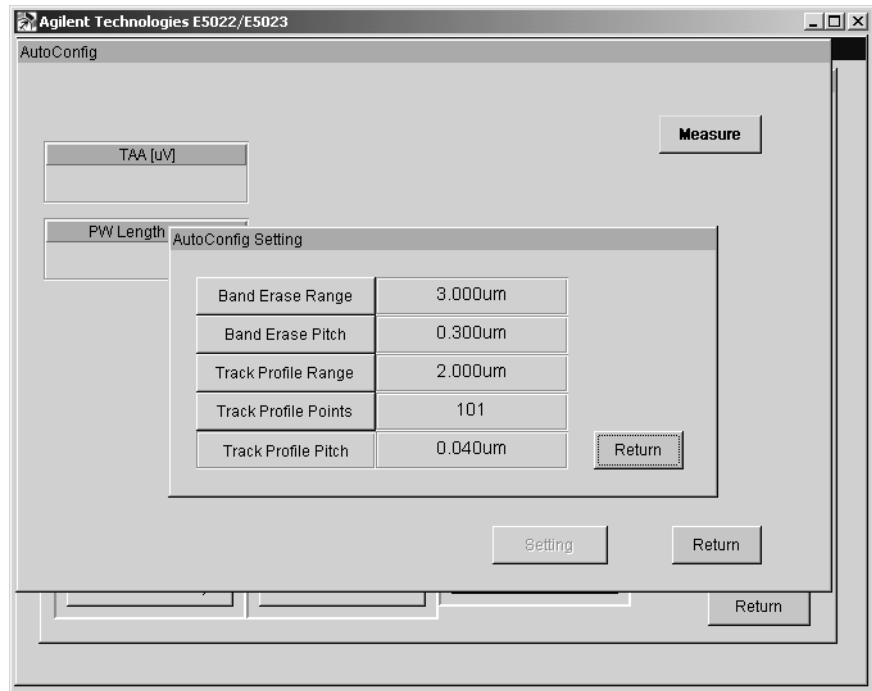 Agilent Technologies E5022/E5023
AutoConfig
Measure
TAA [uV]
PW Length
AutoConfig Setting
Band Erase Range 3.000um
Band Erase Pitch 0.300um
Track Profile Range 2.000um
Track Profile Points 101
Track Profile Pitch 0.040um
Return
Setting
Return
Return